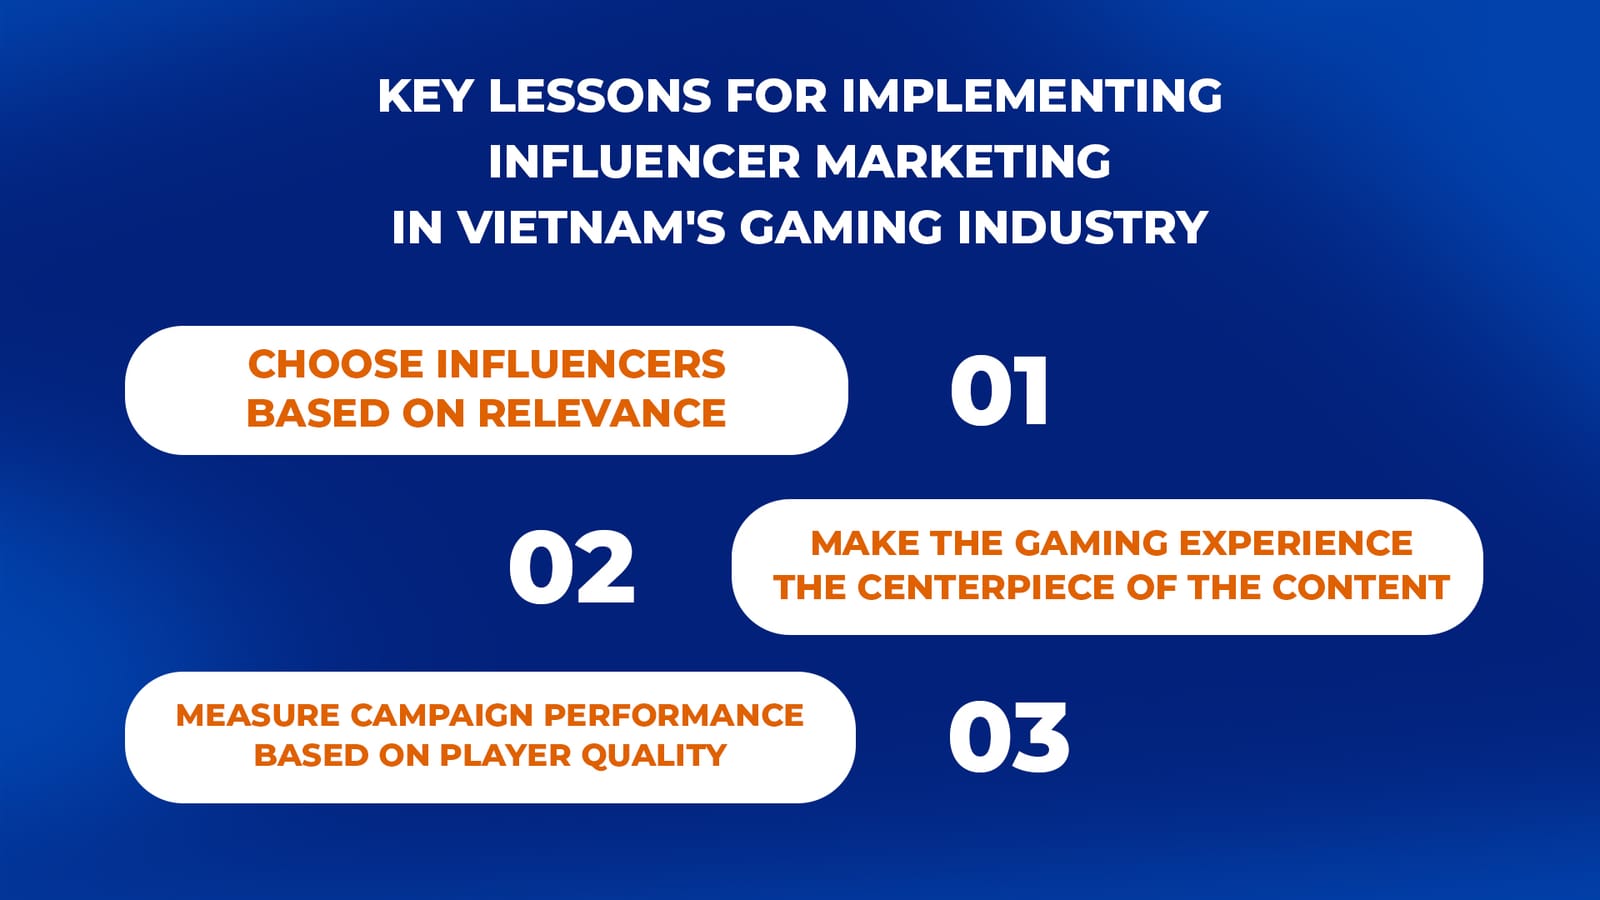 KEY LESSONS FOR IMPLEMENTING
INFLUENCER MARKETING
IN VIETNAM'S GAMING INDUSTRY
CHOOSE INFLUENCERS
BASED ON RELEVANCE
01
02
MAKE THE GAMING EXPERIENCE
THE CENTERPIECE OF THE CONTENT
MEASURE CAMPAIGN PERFORMANCE
BASED ON PLAYER QUALITY
03